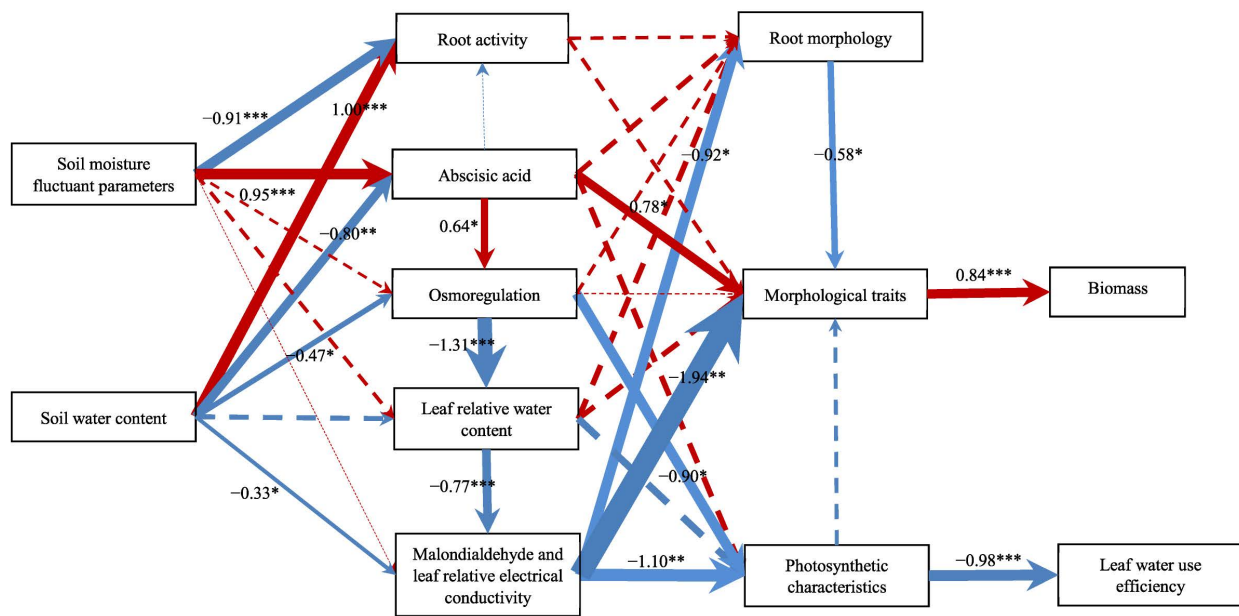 Root activity
Root morphology
−0.91***
1.00***
Soil moisture
fluctuant parameters
Abscisic acid
−0.92*
−0.58*
0.95***
0.78*
0.64*
−0.80**
Osmoregulation
Morphological traits
0.84***
Biomass
−1.31***
−0.47*
−1.94**
Soil water content
Leaf relative water
content
−0.90*
−0.77***
−0.33*
Malondialdehyde and
leaf relative electrical
conductivity
−1.10**
Photosynthetic
characteristics
−0.98***
Leaf water use
efficiency